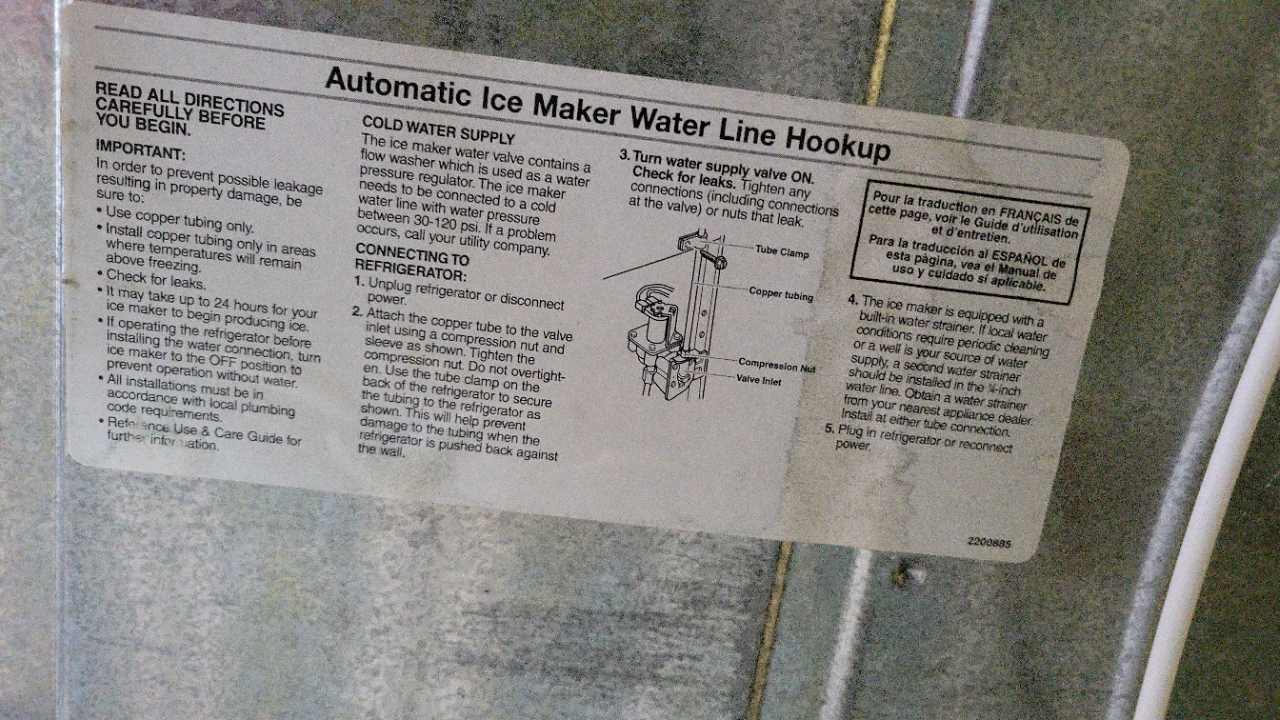 Automatic Ice Maker Water Line Hookup
READ ALL DIRECTIONS
CAREFULLY BEFORE
YOU BEGIN.
IMPORTANT:
In order to prevent possible leakage
resulting in property damage, be
sure to:
• Use copper tubing only.
• Install copper tubing only in areas
where temperatures will remain
above freezing.
• Check for leaks.
• It may take up to 24 hours for your
ice maker to begin producing ice.
• If operating the refrigerator before
installing the water connection, turn
ice maker to the OFF position to
prevent operation without water.
• All installations must be in
accordance with local plumbing
code requirements.
• Reference Use & Care Guide for
further information.
COLD WATER SUPPLY
The ice maker water valve contains a
flow washer which is used as a water
pressure regulator. The ice maker
needs to be connected to a cold
water line with water pressure
between 30-120 psi. If a problem
occurs, call your utility company.
CONNECTING TO
REFRIGERATOR:
1. Unplug refrigerator or disconnect
power.
2. Attach the copper tube to the valve
inlet using a compression nut and
sleeve as shown. Tighten the
compression nut. Do not overtight-
en. Use the tube clamp on the
back of the refrigerator to secure
the tubing to the refrigerator as
shown. This will help prevent
damage to the tubing when the
refrigerator is pushed back against
the wall.
3. Turn water supply valve ON.
Check for leaks. Tighten any
connections (including connections
at the valve) or nuts that leak.
Tube Clamp
Copper tubing
Compression Nut
Valve Inlet
Pour la traduction en FRANÇAIS de
cette page, voir le Guide d'utilisation
et d'entretien.
Para la traducción al ESPAÑOL de
esta página, vea el Manual de
uso y cuidado si aplicable.
4. The ice maker is equipped with a
built-in water strainer. If local water
conditions require periodic cleaning
or a well is your source of water
supply, a second water strainer
should be installed in the ¼-inch
water line. Obtain a water strainer
from your nearest appliance dealer.
Install at either tube connection.
5. Plug in refrigerator or reconnect
power.
2200885